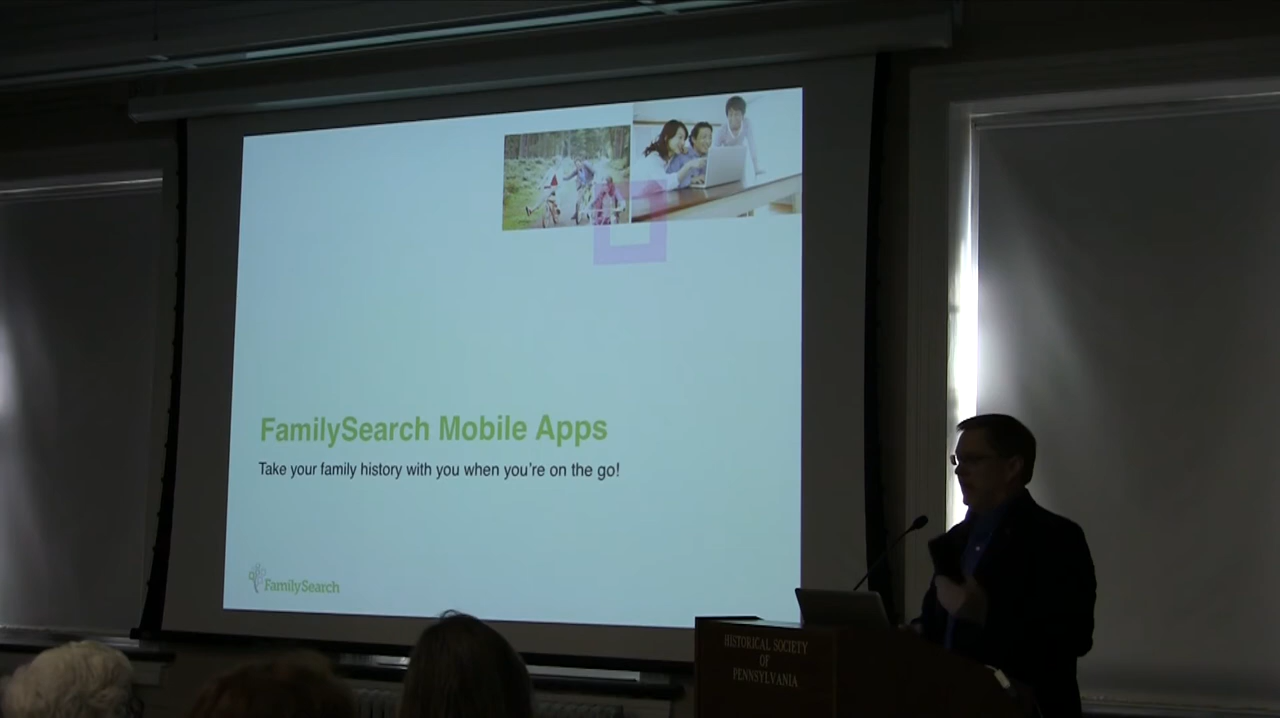 FamilySearch Mobile Apps
Take your family history with you when you're on the go!
FamilySearch
HISTORICAL SOCIETY
OF
PENNSYLVANIA